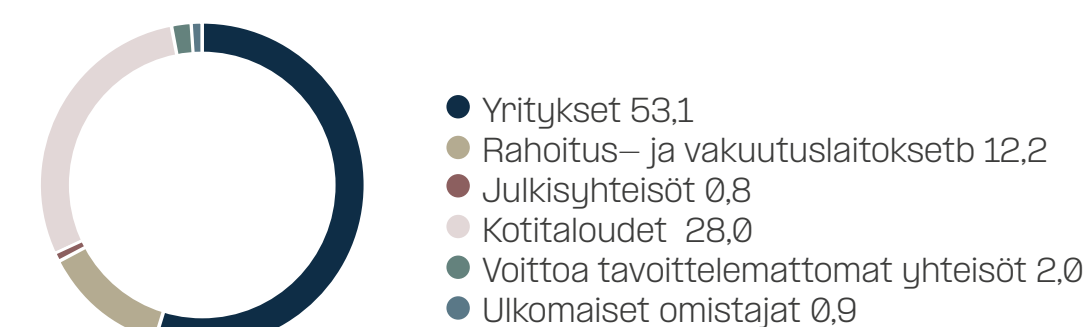 Yritykset 53,1
Rahoitus– ja vakuutuslaitoksetb 12,2
Julkisyhteisöt 0,8
Kotitaloudet  28,0
Voittoa tavoittelemattomat yhteisöt 2,0
Ulkomaiset omistajat 0,9